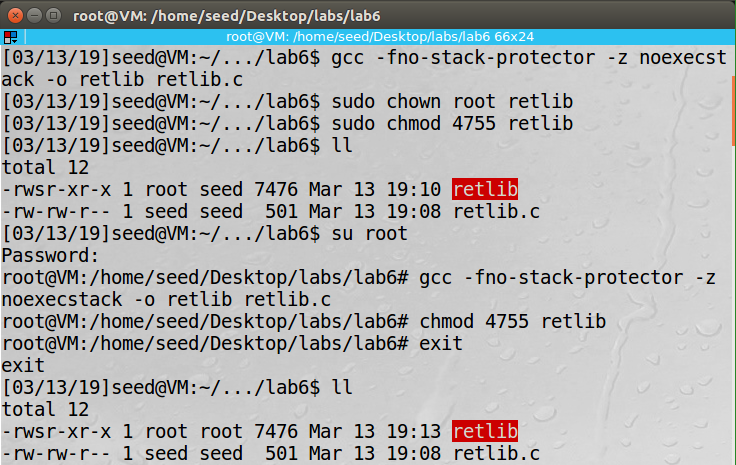 root@VM: /home/seed/Desktop/labs/lab6
root@VM: /home/seed/Desktop/labs/lab6 66x24
[03/13/19]seed@VM:~/.../lab6$ gcc -fno-stack-protector -z noexecst
ack -o retlib retlib.c
[03/13/19]seed@VM:~/.../lab6$ sudo chown root retlib
[03/13/19]seed@VM:~/.../lab6$ sudo chmod 4755 retlib
[03/13/19]seed@VM:~/.../lab6$ ll
total 12
-rwsr-xr-x 1 root seed 7476 Mar 13 19:10 retlib
-rw-rw-r-- 1 seed seed  501 Mar 13 19:08 retlib.c
[03/13/19]seed@VM:~/.../lab6$ su root
Password:
root@VM:/home/seed/Desktop/labs/lab6# gcc -fno-stack-protector -z
noexecstack -o retlib retlib.c
root@VM:/home/seed/Desktop/labs/lab6# chmod 4755 retlib
root@VM:/home/seed/Desktop/labs/lab6# exit
exit
[03/13/19]seed@VM:~/.../lab6$ ll
total 12
-rwsr-xr-x 1 root root 7476 Mar 13 19:13 retlib
-rw-rw-r-- 1 seed seed  501 Mar 13 19:08 retlib.c